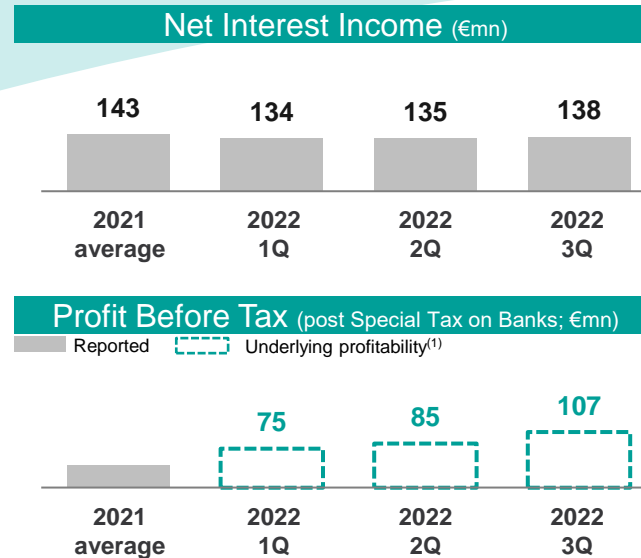 Net Interest Income (€mn)
143 134 135 138
2021 2022 2022 2022
average 1Q 2Q 3Q
Profit Before Tax (post Special Tax on Banks; €mn)
Reported Underlying profitability(1)
75 85 107
2021 2022 2022 2022
average 1Q 2Q 3Q